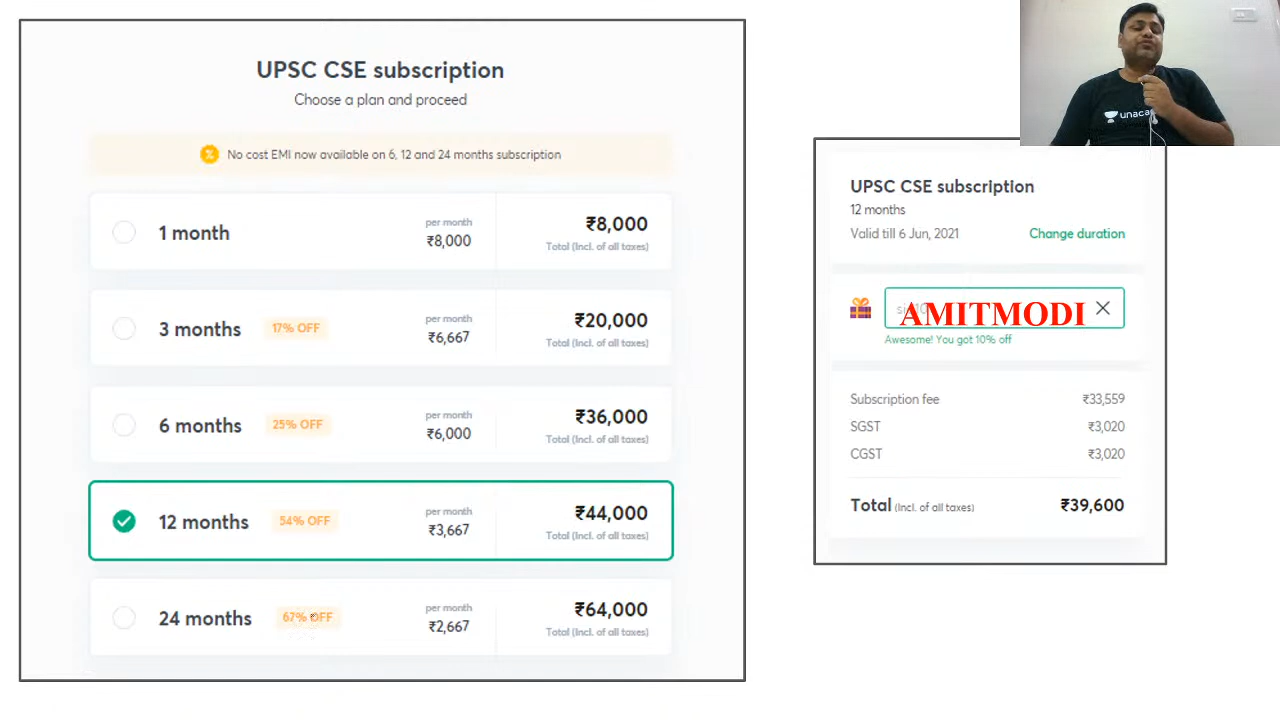 UPSC CSE subscription
Choose a plan and proceed
No cost EMI now available on 6, 12 and 24 months subscription
1 month
per month
₹8,000
₹8,000
Total (Incl. of all taxes)
3 months
17% OFF
per month
₹6,667
₹20,000
Total (Incl. of all taxes)
6 months
25% OFF
per month
₹6,000
₹36,000
Total (Incl. of all taxes)
12 months
54% OFF
per month
₹3,667
₹44,000
Total (Incl. of all taxes)
24 months
67% OFF
per month
₹2,667
₹64,000
Total (Incl. of all taxes)
unaca
UPSC CSE subscription
12 months
Valid till 6 Jun, 2021
Change duration
AMITMODI
Awesome! You got 10% off
Subscription fee ₹33,559
SGST ₹3,020
CGST ₹3,020
Total (Incl. of all taxes) ₹39,600